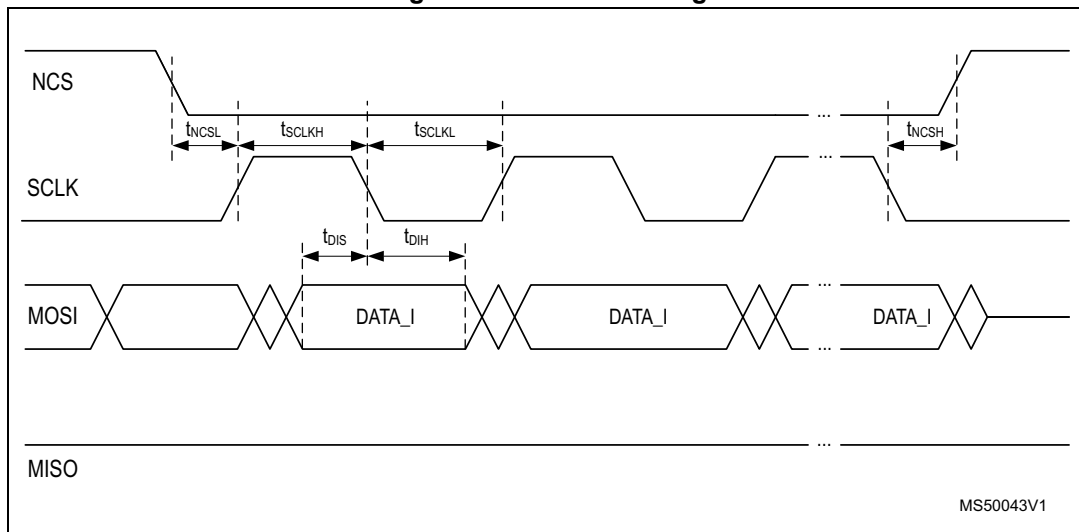 NCS
...
tNCSL
tSCLKH
tSCLKL
tNCSH
SCLK
...
tDIS
tDIH
MOSI
DATA_I
DATA_I
...
DATA_I
...
...
MISO
MS50043V1